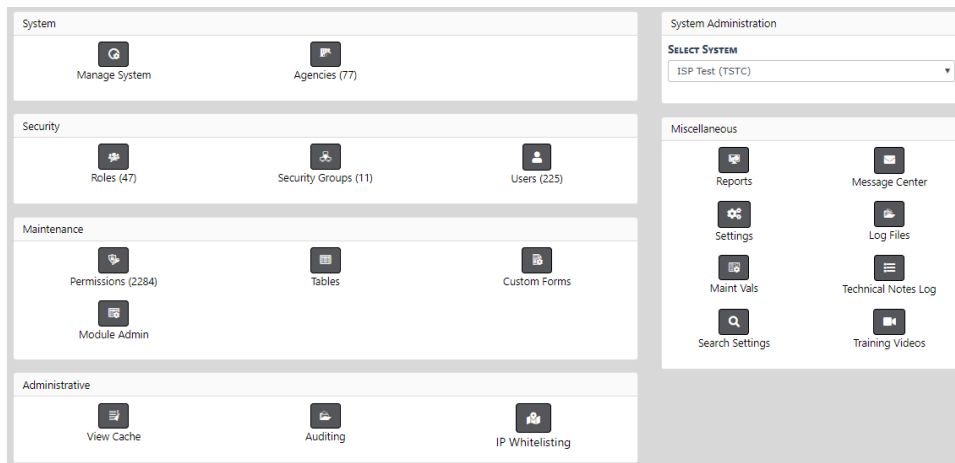 System
Manage System
Agencies (77)
Security
Roles (47)
Security Groups (11)
Users (225)
Maintenance
Permissions (2284)
Tables
Custom Forms
Module Admin
Administrative
View Cache
Auditing
IP Whitelisting
System Administration
Select System
ISP Test (TSTC)
Miscellaneous
Reports
Message Center
Settings
Log Files
Maint Vals
Technical Notes Log
Search Settings
Training Videos